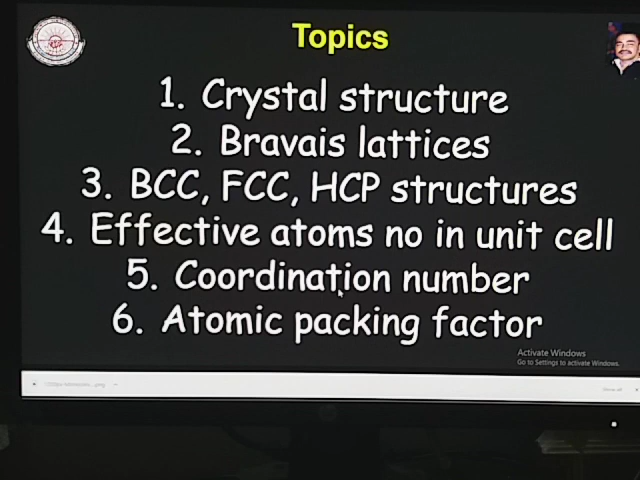 Topics
1. Crystal structure
2. Bravais lattices
3. BCC, FCC, HCP structures
4. Effective atoms no in unit cell
5. Coordination number
6. Atomic packing factor
Activate Windows
Go to Settings to activate Windows.